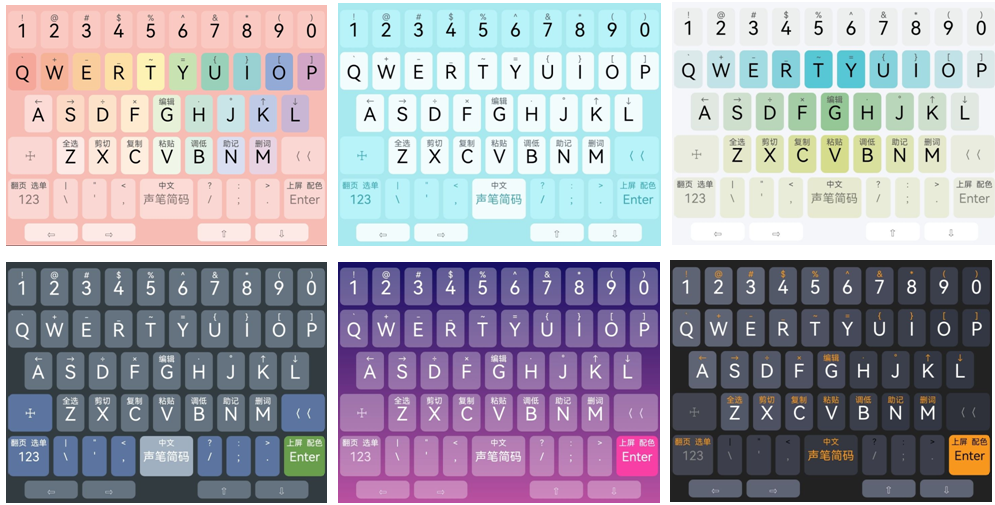 ! @ # $ % ^ & * ( )
1 2 3 4 5 6 7 8 9 0
+ - { } [ ]
Q W E R T Y U I O P
← 编辑 ↑ ↓
A S D F G H J K L
全选 剪切 复制 粘贴 调低 助记 删词
Z X C V B N M
翻页 选单 | " < 中文 ? : > 上屏 配色
123 \ ' , 声笔简码 / ; . Enter
⇦ ⇨ ⇧ ⇩
! @ # $ % ^ & * ( )
1 2 3 4 5 6 7 8 9 0
+ - { } [ ]
Q W E R T Y U I O P
← 编辑 ↑ ↓
A S D F G H J K L
全选 剪切 复制 粘贴 调低 助记 删词
Z X C V B N M
翻页 选单 | " < 中文 ? : > 上屏 配色
123 \ ' , 声笔简码 / ; . Enter
⇦ ⇨ ⇧ ⇩
! @ # $ % ^ & * ( )
1 2 3 4 5 6 7 8 9 0
+ - { } [ ]
Q W E R T Y U I O P
← 编辑 ↑ ↓
A S D F G H J K L
全选 剪切 复制 粘贴 调低 助记 删词
Z X C V B N M
翻页 选单 | " < 中文 ? : > 上屏 配色
123 \ ' , 声笔简码 / ; . Enter
⇦ ⇨ ⇧ ⇩
! @ # $ % ^ & * ( )
1 2 3 4 5 6 7 8 9 0
+ - { } [ ]
Q W E R T Y U I O P
← 编辑 ↑ ↓
A S D F G H J K L
全选 剪切 复制 粘贴 调低 助记 删词
Z X C V B N M
翻页 选单 | " < 中文 ? : > 上屏 配色
123 \ ' , 声笔简码 / ; . Enter
⇦ ⇨ ⇧ ⇩
! @ # $ % ^ & * ( )
1 2 3 4 5 6 7 8 9 0
+ - { } [ ]
Q W E R T Y U I O P
← 编辑 ↑ ↓
A S D F G H J K L
全选 剪切 复制 粘贴 调低 助记 删词
Z X C V B N M
翻页 选单 | " < 中文 ? : > 上屏 配色
123 \ ' , 声笔简码 / ; . Enter
⇦ ⇨ ⇧ ⇩
! @ # $ % ^ & * ( )
1 2 3 4 5 6 7 8 9 0
+ - { } [ ]
Q W E R T Y U I O P
← 编辑 ↑ ↓
A S D F G H J K L
全选 剪切 复制 粘贴 调低 助记 删词
Z X C V B N M
翻页 选单 | " < 中文 ? : > 上屏 配色
123 \ ' , 声笔简码 / ; . Enter
⇦ ⇨ ⇧ ⇩